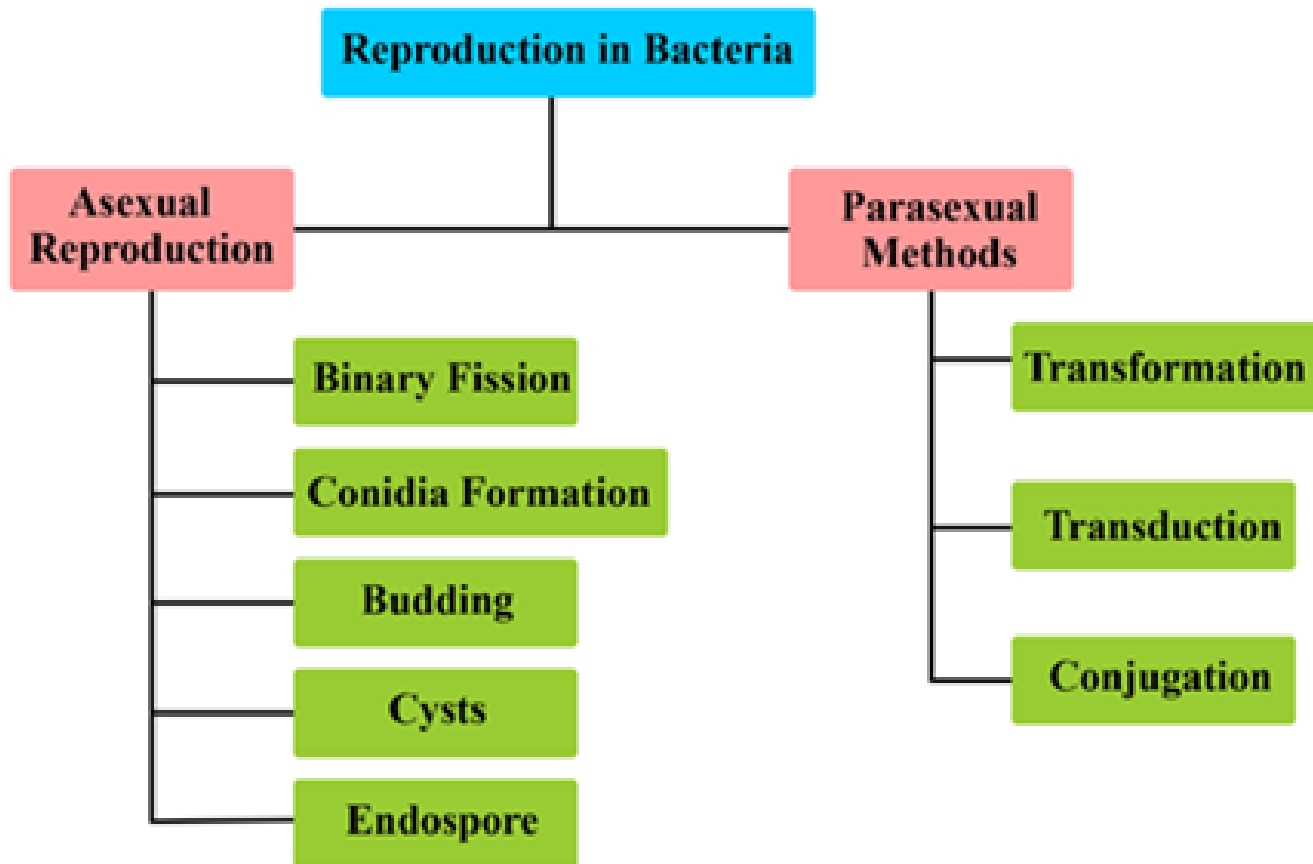 Reproduction in Bacteria
Asexual
Reproduction
Binary Fission
Conidia Formation
Budding
Cysts
Endospore
Parasexual
Methods
Transformation
Transduction
Conjugation